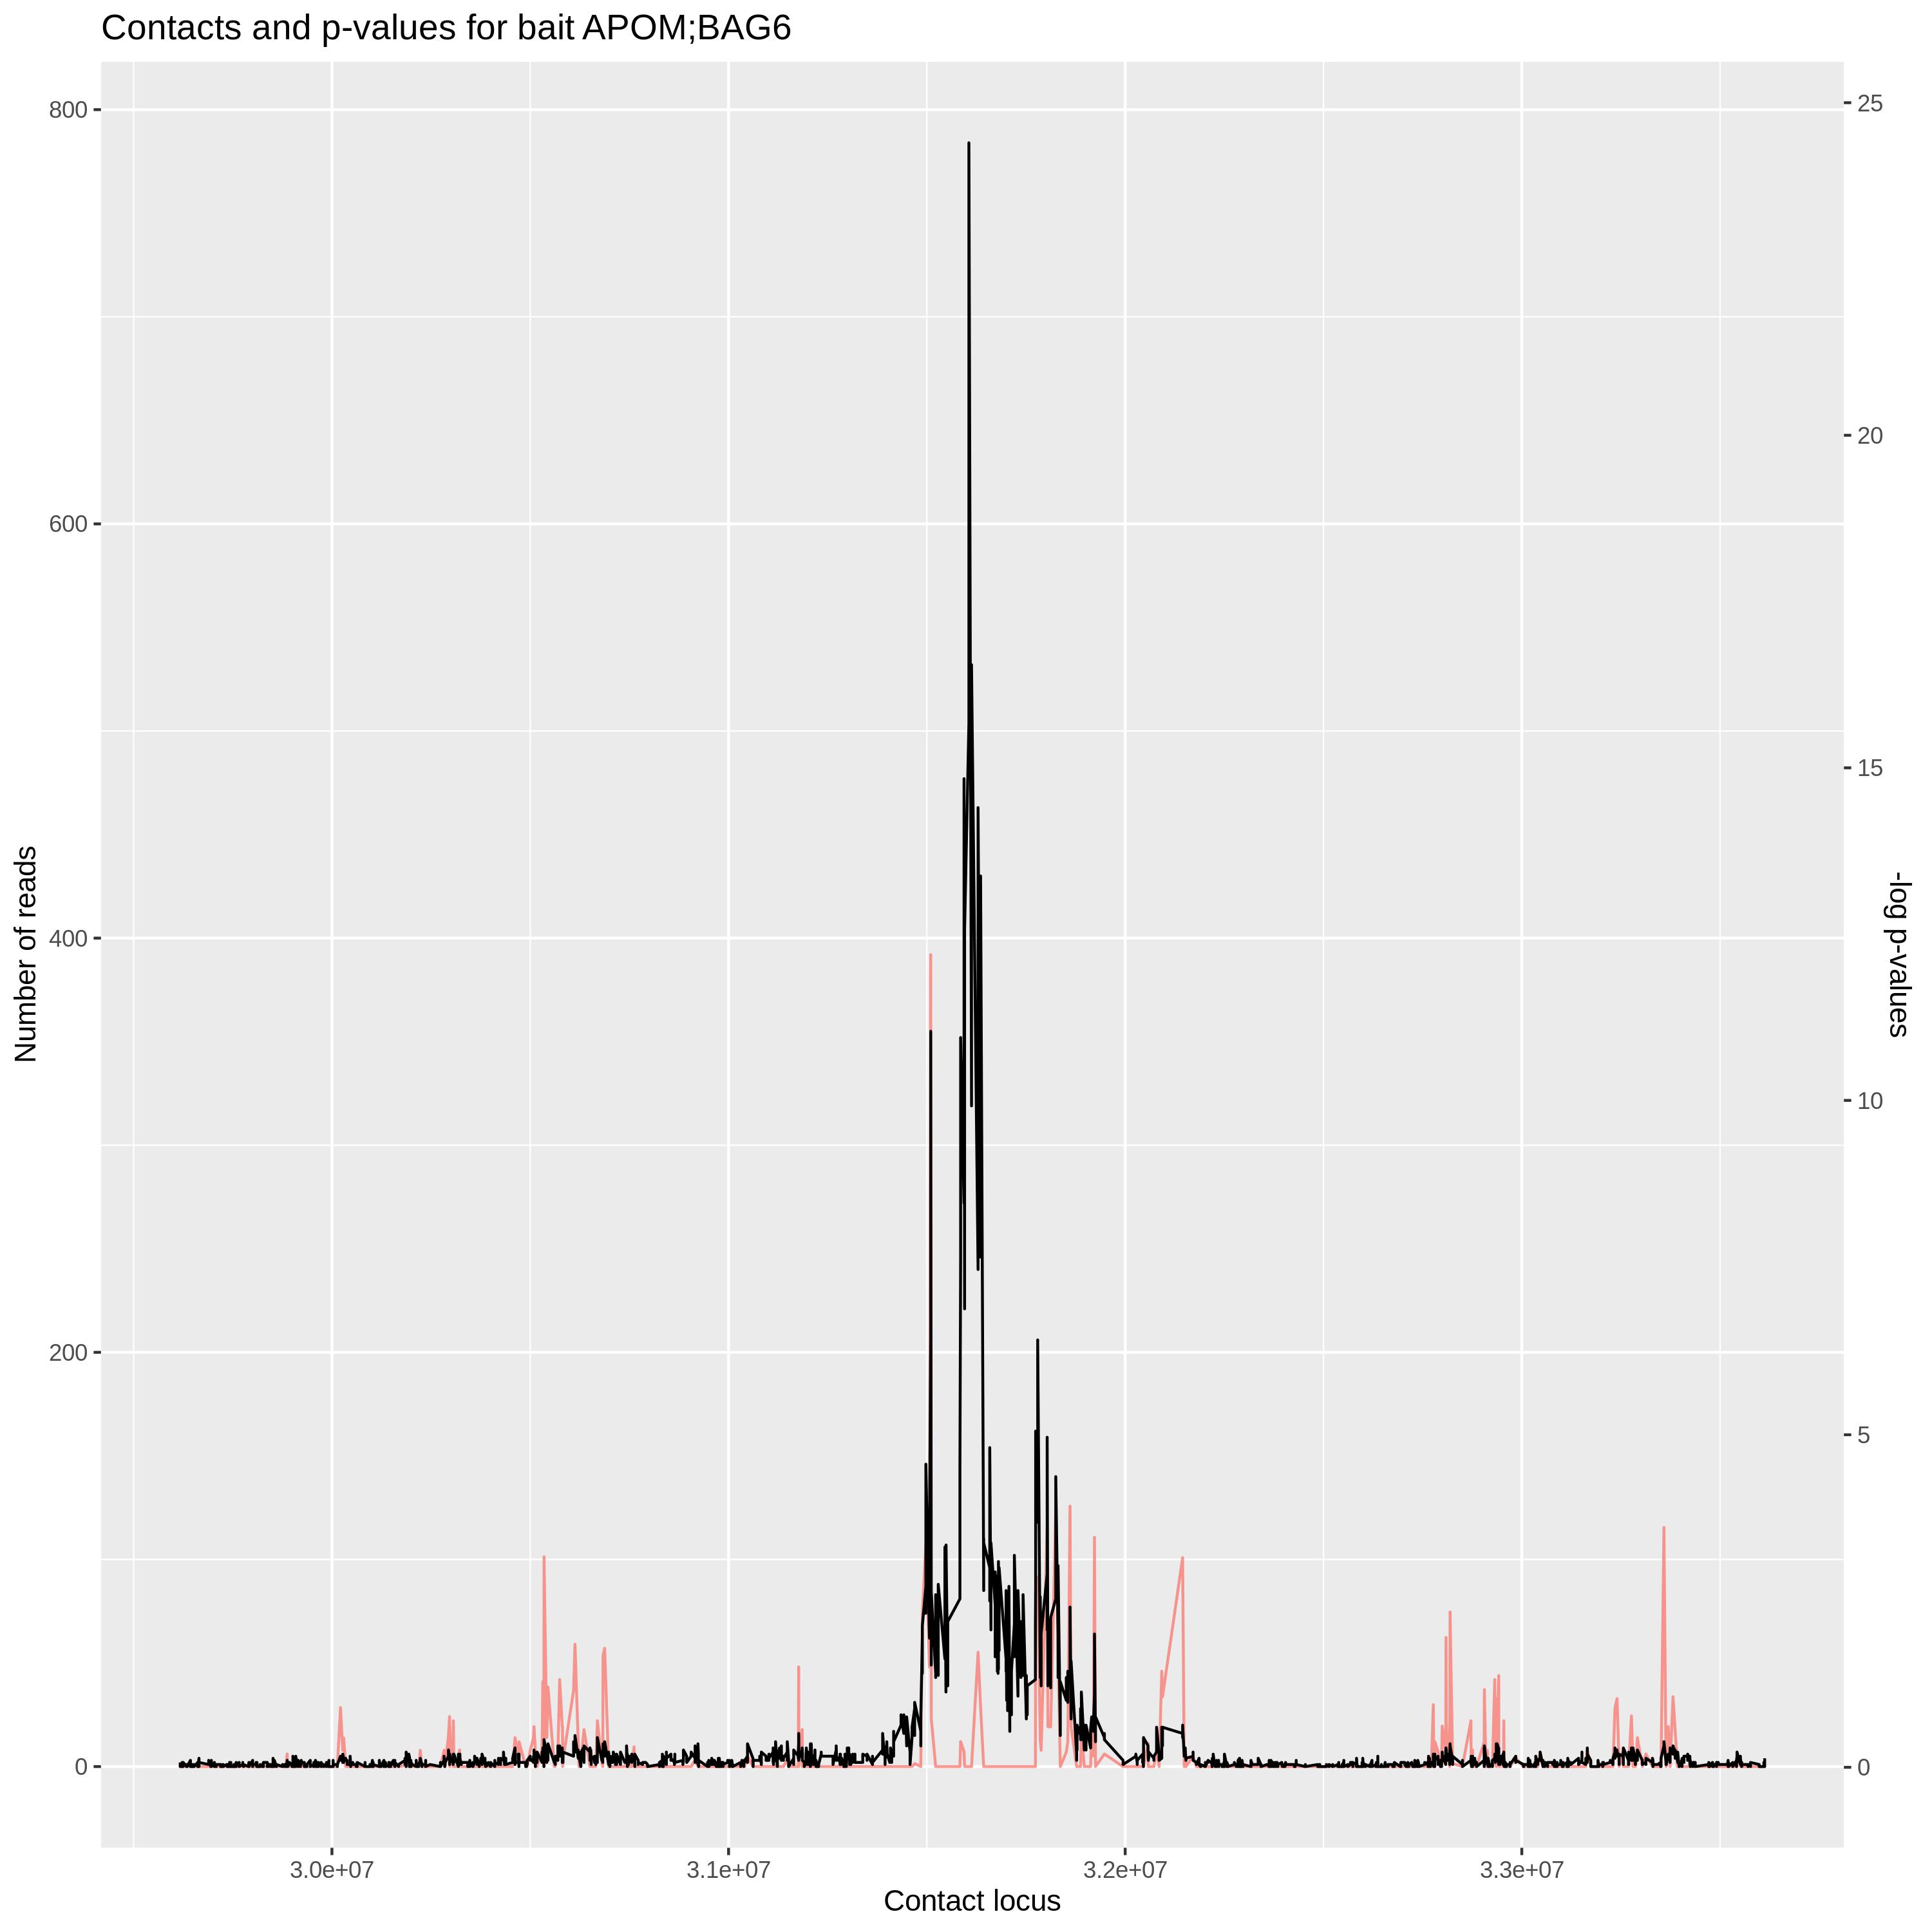 Contacts and p-values for bait APOM;BAG6
800
600
400
200
0
Number of reads
25
20
15
10
5
0
-log p-values
3.0e+07
3.1e+07
3.2e+07
3.3e+07
Contact locus